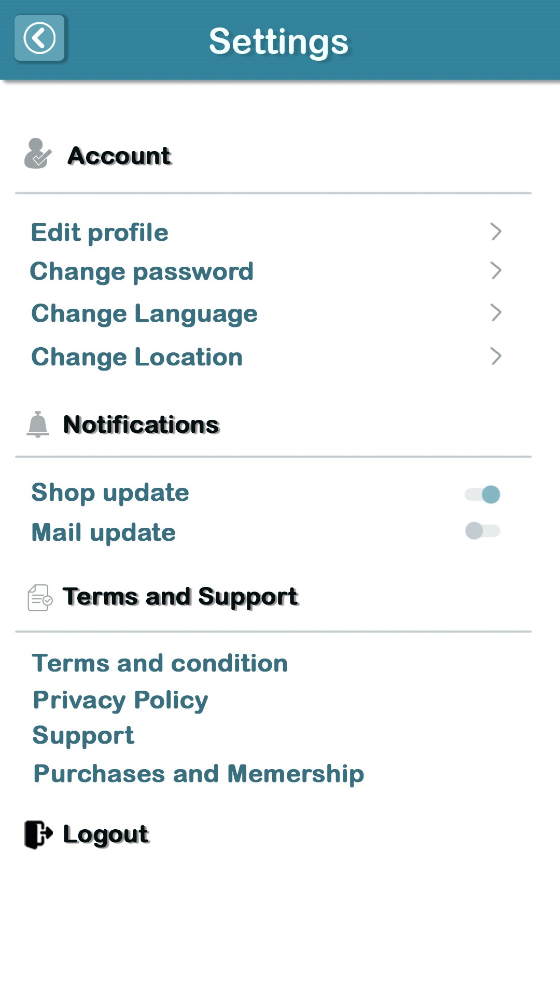 Settings
Account
Edit profile
Change password
Change Language
Change Location
Notifications
Shop update
Mail update
Terms and Support
Terms and condition
Privacy Policy
Support
Purchases and Memership
Logout